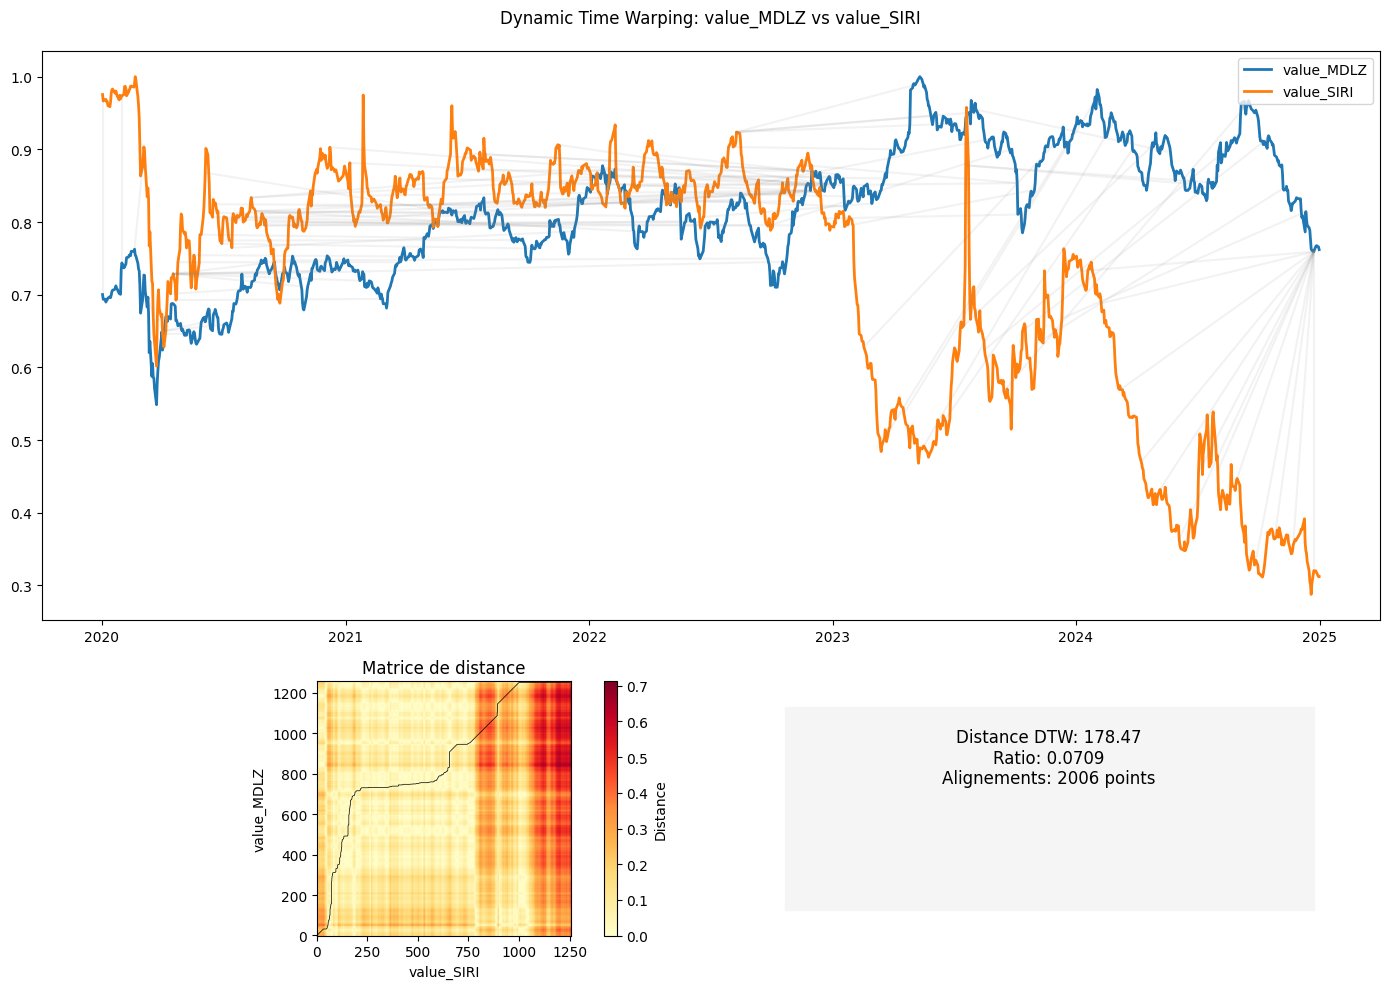 Dynamic Time Warping: value_MDLZ vs value_SIRI
value_MDLZ
value_SIRI
1.0
0.9
0.8
0.7
0.6
0.5
0.4
0.3
2020 2021 2022 2023 2024 2025
Matrice de distance
value_MDLZ
1200
1000
800
600
400
200
0
0 250 500 750 1000 1250
value_SIRI
0.7
0.6
0.5
0.4
0.3
0.2
0.1
0.0
Distance
Distance DTW: 178.47
Ratio: 0.0709
Alignements: 2006 points